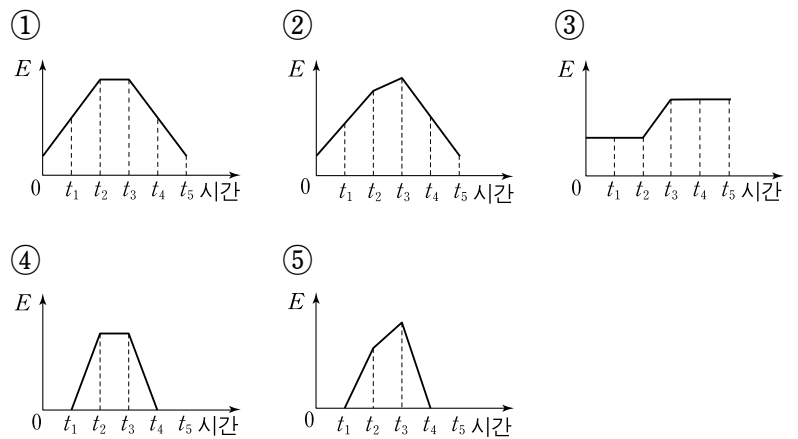 ① ② ③
E E E
0 t₁ t₂ t₃ t₄ t₅ 시간 0 t₁ t₂ t₃ t₄ t₅ 시간 0 t₁ t₂ t₃ t₄ t₅ 시간
④ ⑤
E E
0 t₁ t₂ t₃ t₄ t₅ 시간 0 t₁ t₂ t₃ t₄ t₅ 시간